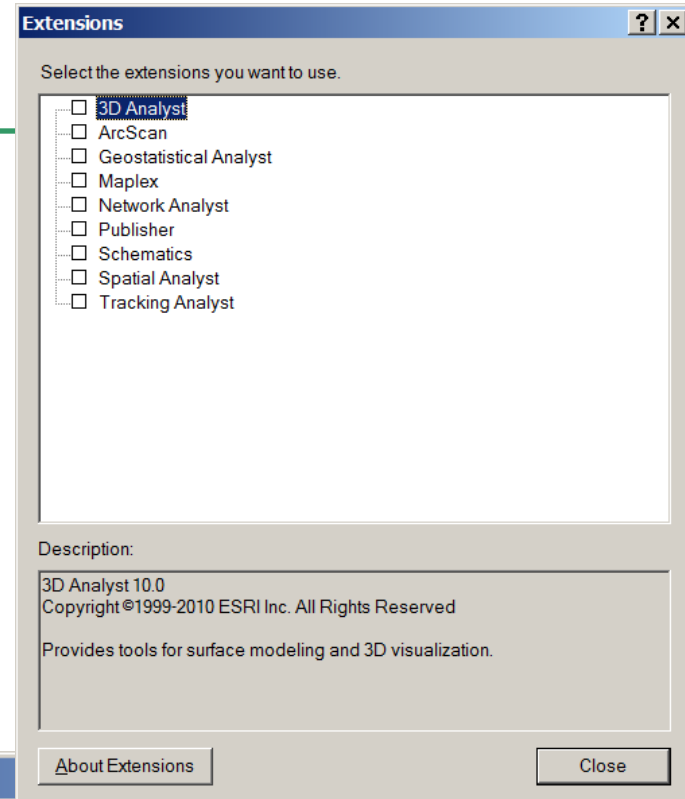 Extensions
Select the extensions you want to use.
3D Analyst
ArcScan
Geostatistical Analyst
Maplex
Network Analyst
Publisher
Schematics
Spatial Analyst
Tracking Analyst
Description:
3D Analyst 10.0
Copyright ©1999-2010 ESRI Inc. All Rights Reserved
Provides tools for surface modeling and 3D visualization.
About Extensions
Close